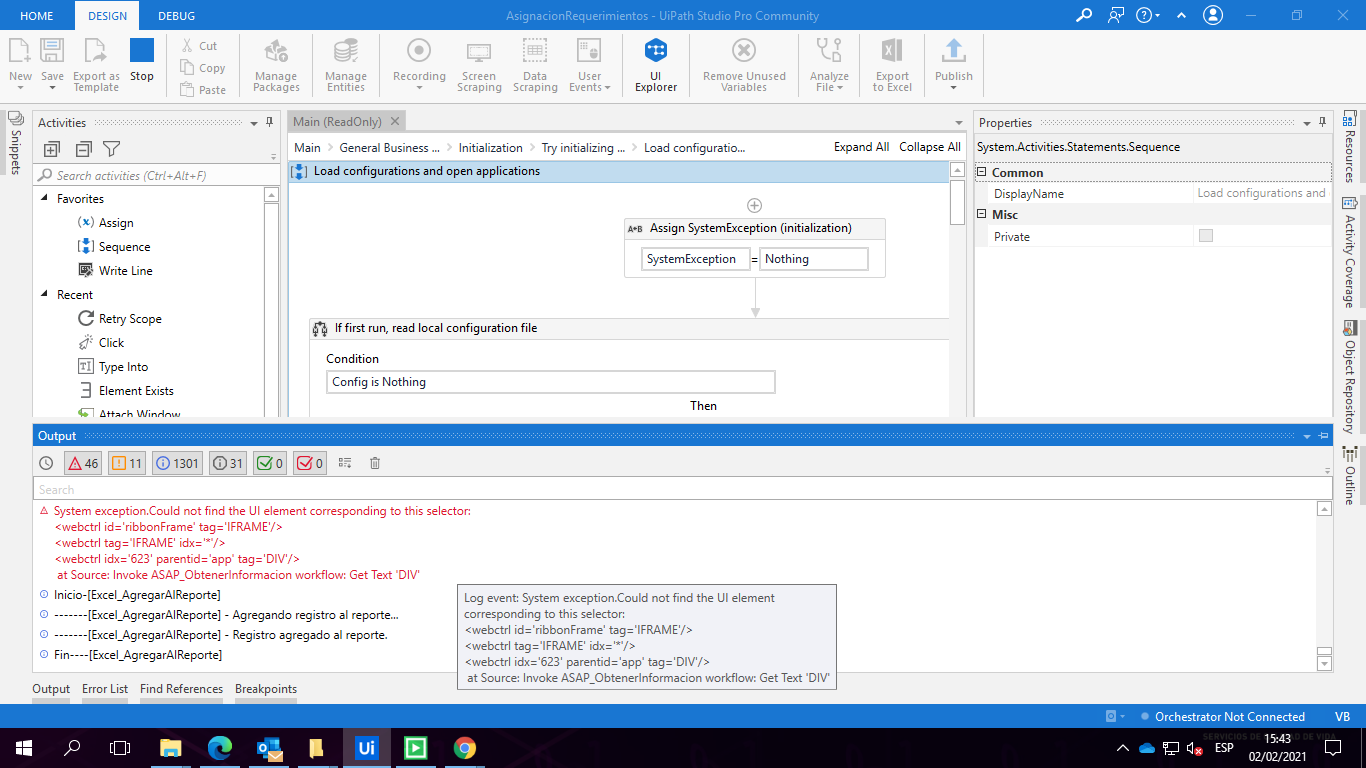 HOME
DESIGN
DEBUG
AsignacionRequerimientos - UiPath Studio Pro Community
New
Save
Export as
Template
Stop
Cut
Copy
Paste
Manage
Packages
Manage
Entities
Recording
Screen
Scraping
Data
Scraping
User
Events
UI
Explorer
Remove Unused
Variables
Analyze
File
Export
to Excel
Publish
Snippets
Activities
Search activities (Ctrl+Alt+F)
Favorites
Assign
Sequence
Write Line
Recent
Retry Scope
Click
Type Into
Element Exists
Attach Window
Main (ReadOnly)
Main
General Business ...
Initialization
Try initializing ...
Load configuratio...
Expand All
Collapse All
Load configurations and open applications
A+B Assign SystemException (initialization)
SystemException = Nothing
If first run, read local configuration file
Condition
Config is Nothing
Then
Properties
System.Activities.Statements.Sequence
Common
DisplayName
Load configurations and
Misc
Private
Resources
Activity Coverage
Object Repository
Outline
Output
46
11
1301
31
0
0
Search
System exception.Could not find the UI element corresponding to this selector:
<webctrl id='ribbonFrame' tag='IFRAME'/>
<webctrl tag='IFRAME' idx='*'/>
<webctrl idx='623' parentid='app' tag='DIV'/>
at Source: Invoke ASAP_ObtenerInformacion workflow: Get Text 'DIV'
Inicio-[Excel_AgregarAlReporte]
-------[Excel_AgregarAlReporte] - Agregando registro al reporte...
-------[Excel_AgregarAlReporte] - Registro agregado al reporte.
Fin----[Excel_AgregarAlReporte]
Log event: System exception.Could not find the UI element
corresponding to this selector:
<webctrl id='ribbonFrame' tag='IFRAME'/>
<webctrl tag='IFRAME' idx='*'/>
<webctrl idx='623' parentid='app' tag='DIV'/>
at Source: Invoke ASAP_ObtenerInformacion workflow: Get Text 'DIV'
Output
Error List
Find References
Breakpoints
Orchestrator Not Connected
VB
Ui
ESP
15:43
02/02/2021